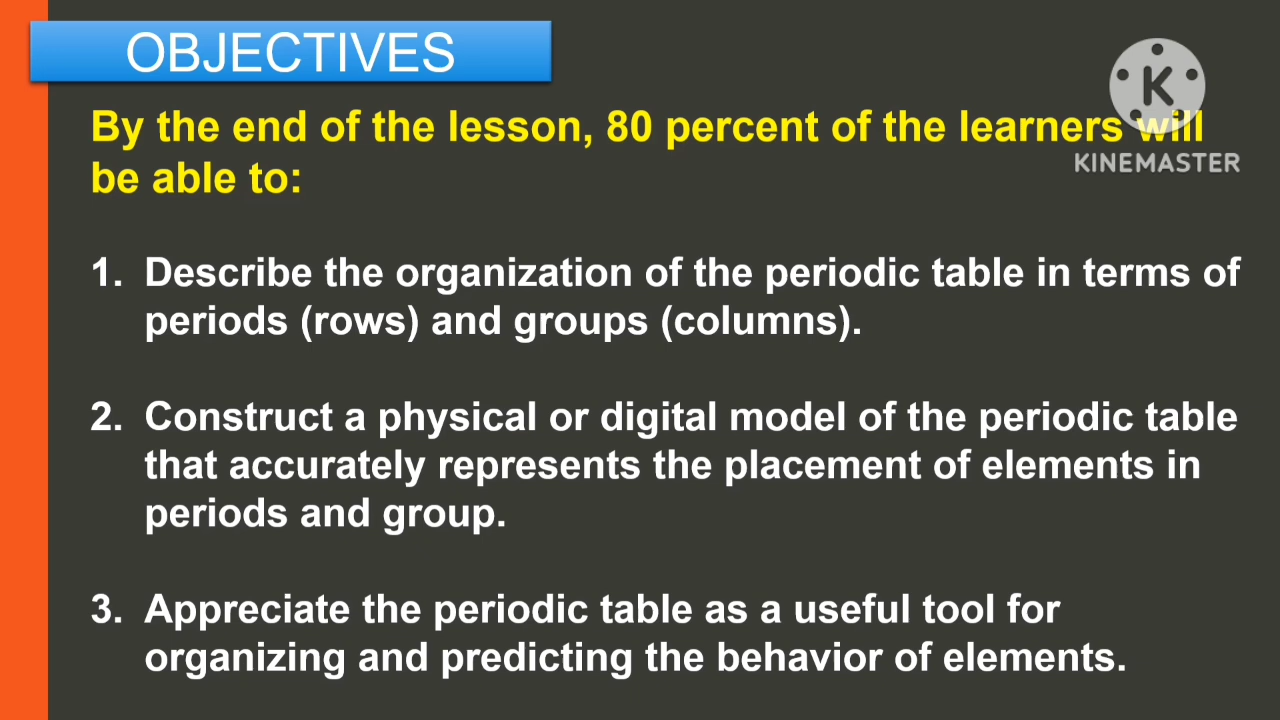 OBJECTIVES
By the end of the lesson, 80 percent of the learners will
be able to:
K
KINEMASTER
1. Describe the organization of the periodic table in terms of
periods (rows) and groups (columns).
2. Construct a physical or digital model of the periodic table
that accurately represents the placement of elements in
periods and group.
3. Appreciate the periodic table as a useful tool for
organizing and predicting the behavior of elements.